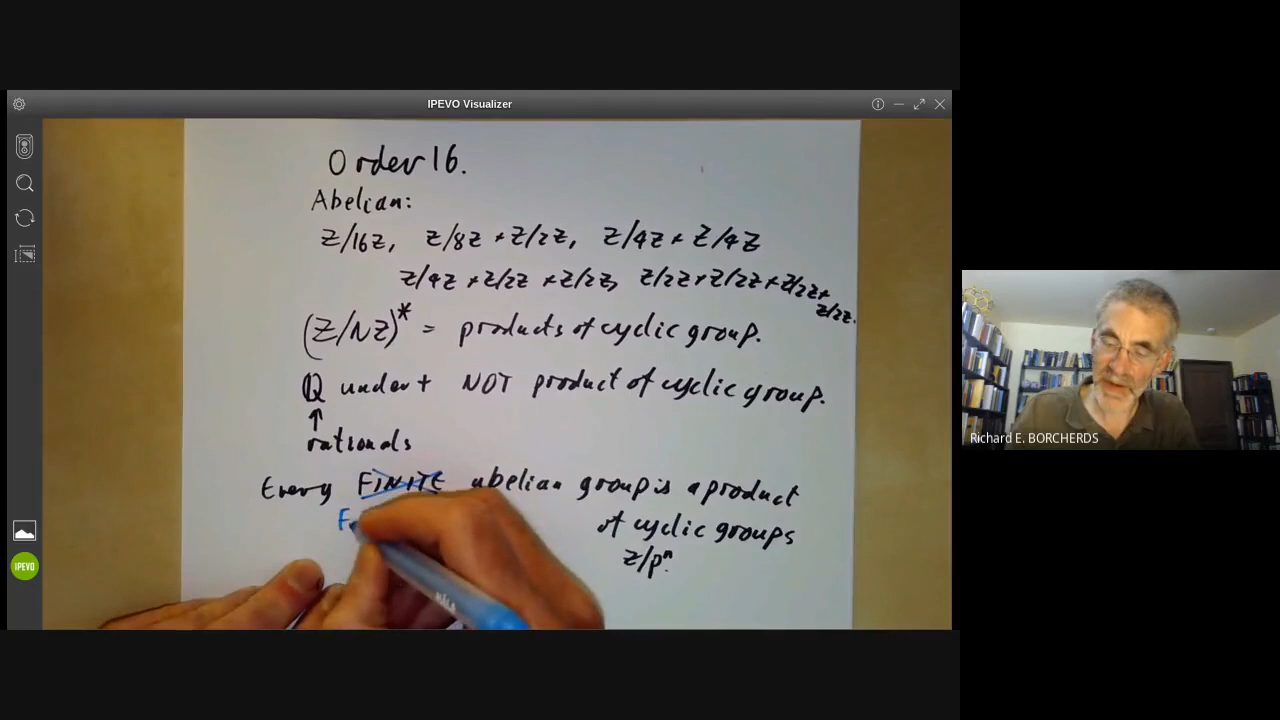 IPEVO Visualizer
Order 16.
Abelian:
Z/16Z, Z/8Z + Z/2Z, Z/4Z + Z/4Z
Z/4Z + Z/2Z + Z/2Z, Z/2Z + Z/2Z + Z/2Z +
Z/2Z.
(Z/NZ)* = products of cyclic group.
Q under + NOT product of cyclic group.
↑
rationals
Every FINITE abelian group is a product
of cyclic groups
Z/pⁿ.
IPEVO
Richard E. BORCHERDS